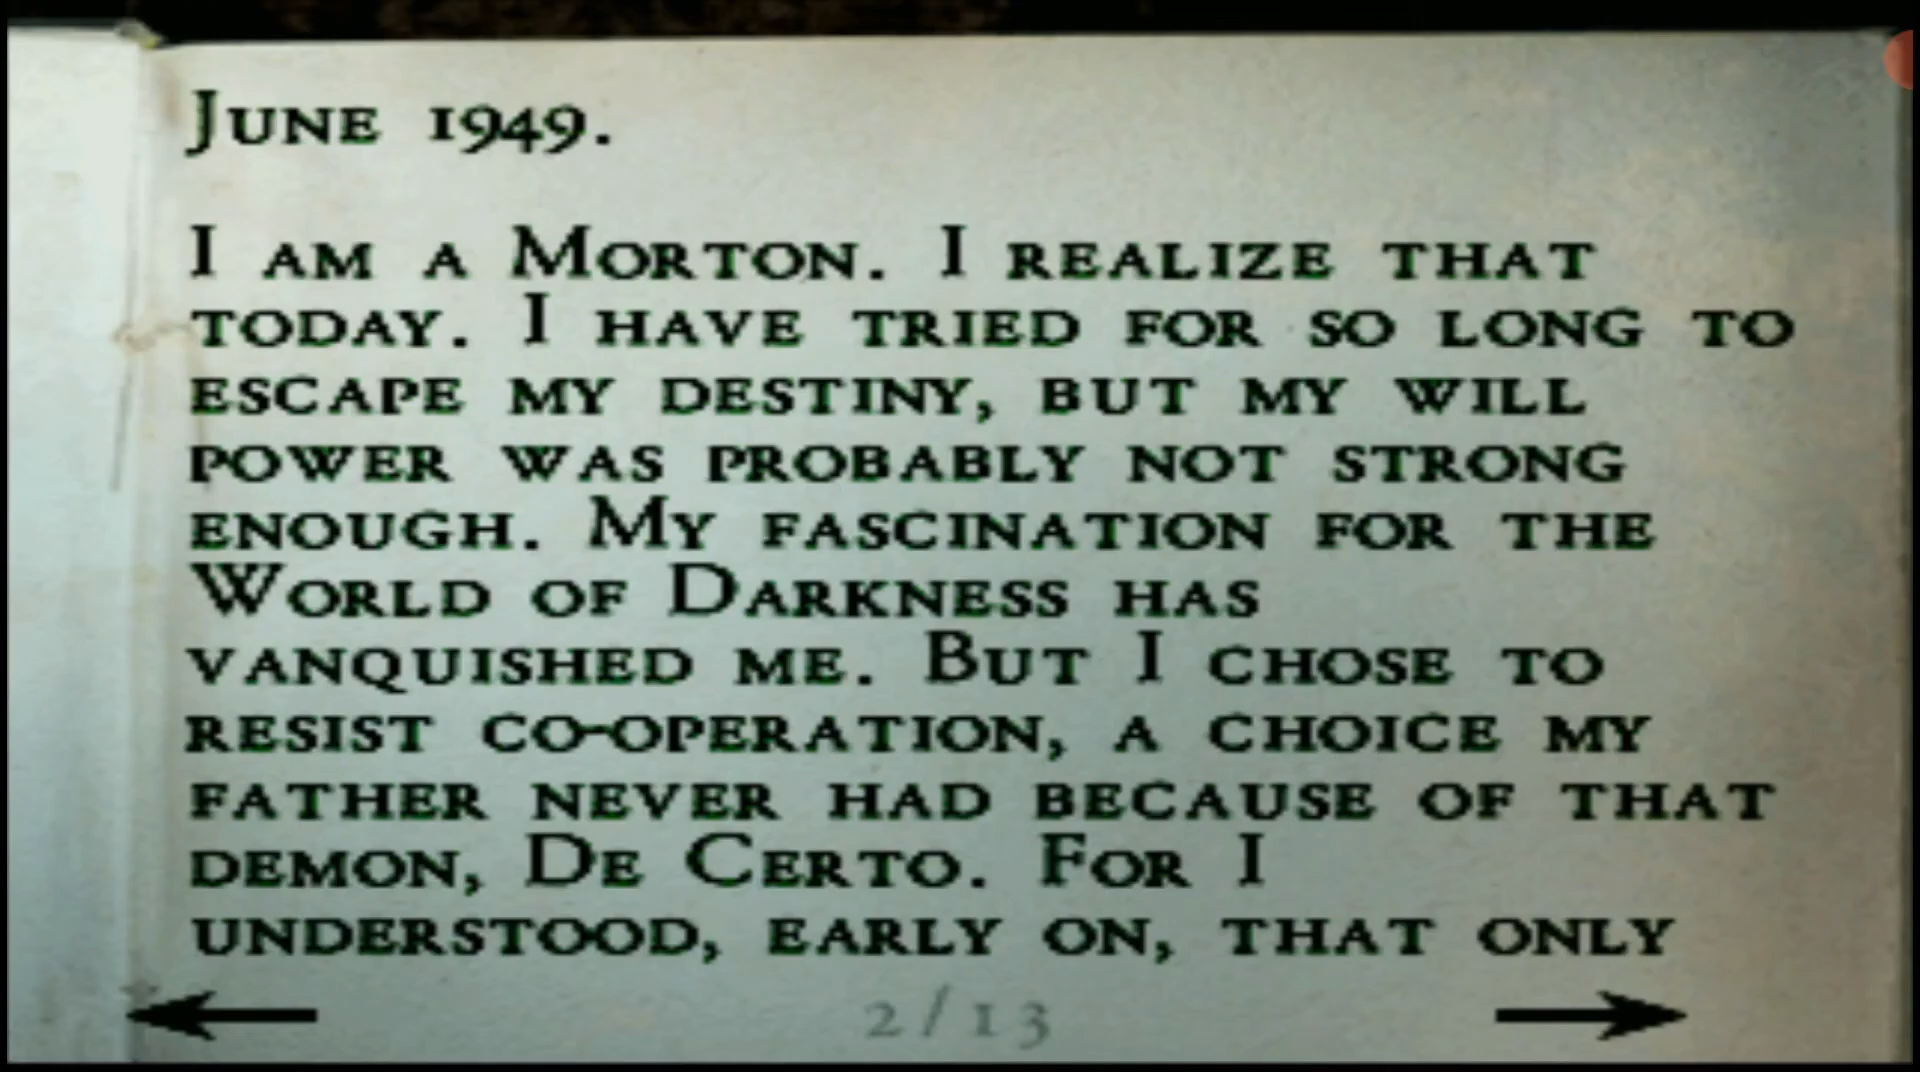 June 1949.
I am a Morton. I realize that
today. I have tried for so long to
escape my destiny, but my will
power was probably not strong
enough. My fascination for the
World of Darkness has
vanquished me. But I chose to
resist co-operation, a choice my
father never had because of that
demon, De Certo. For I
understood, early on, that only
2/13